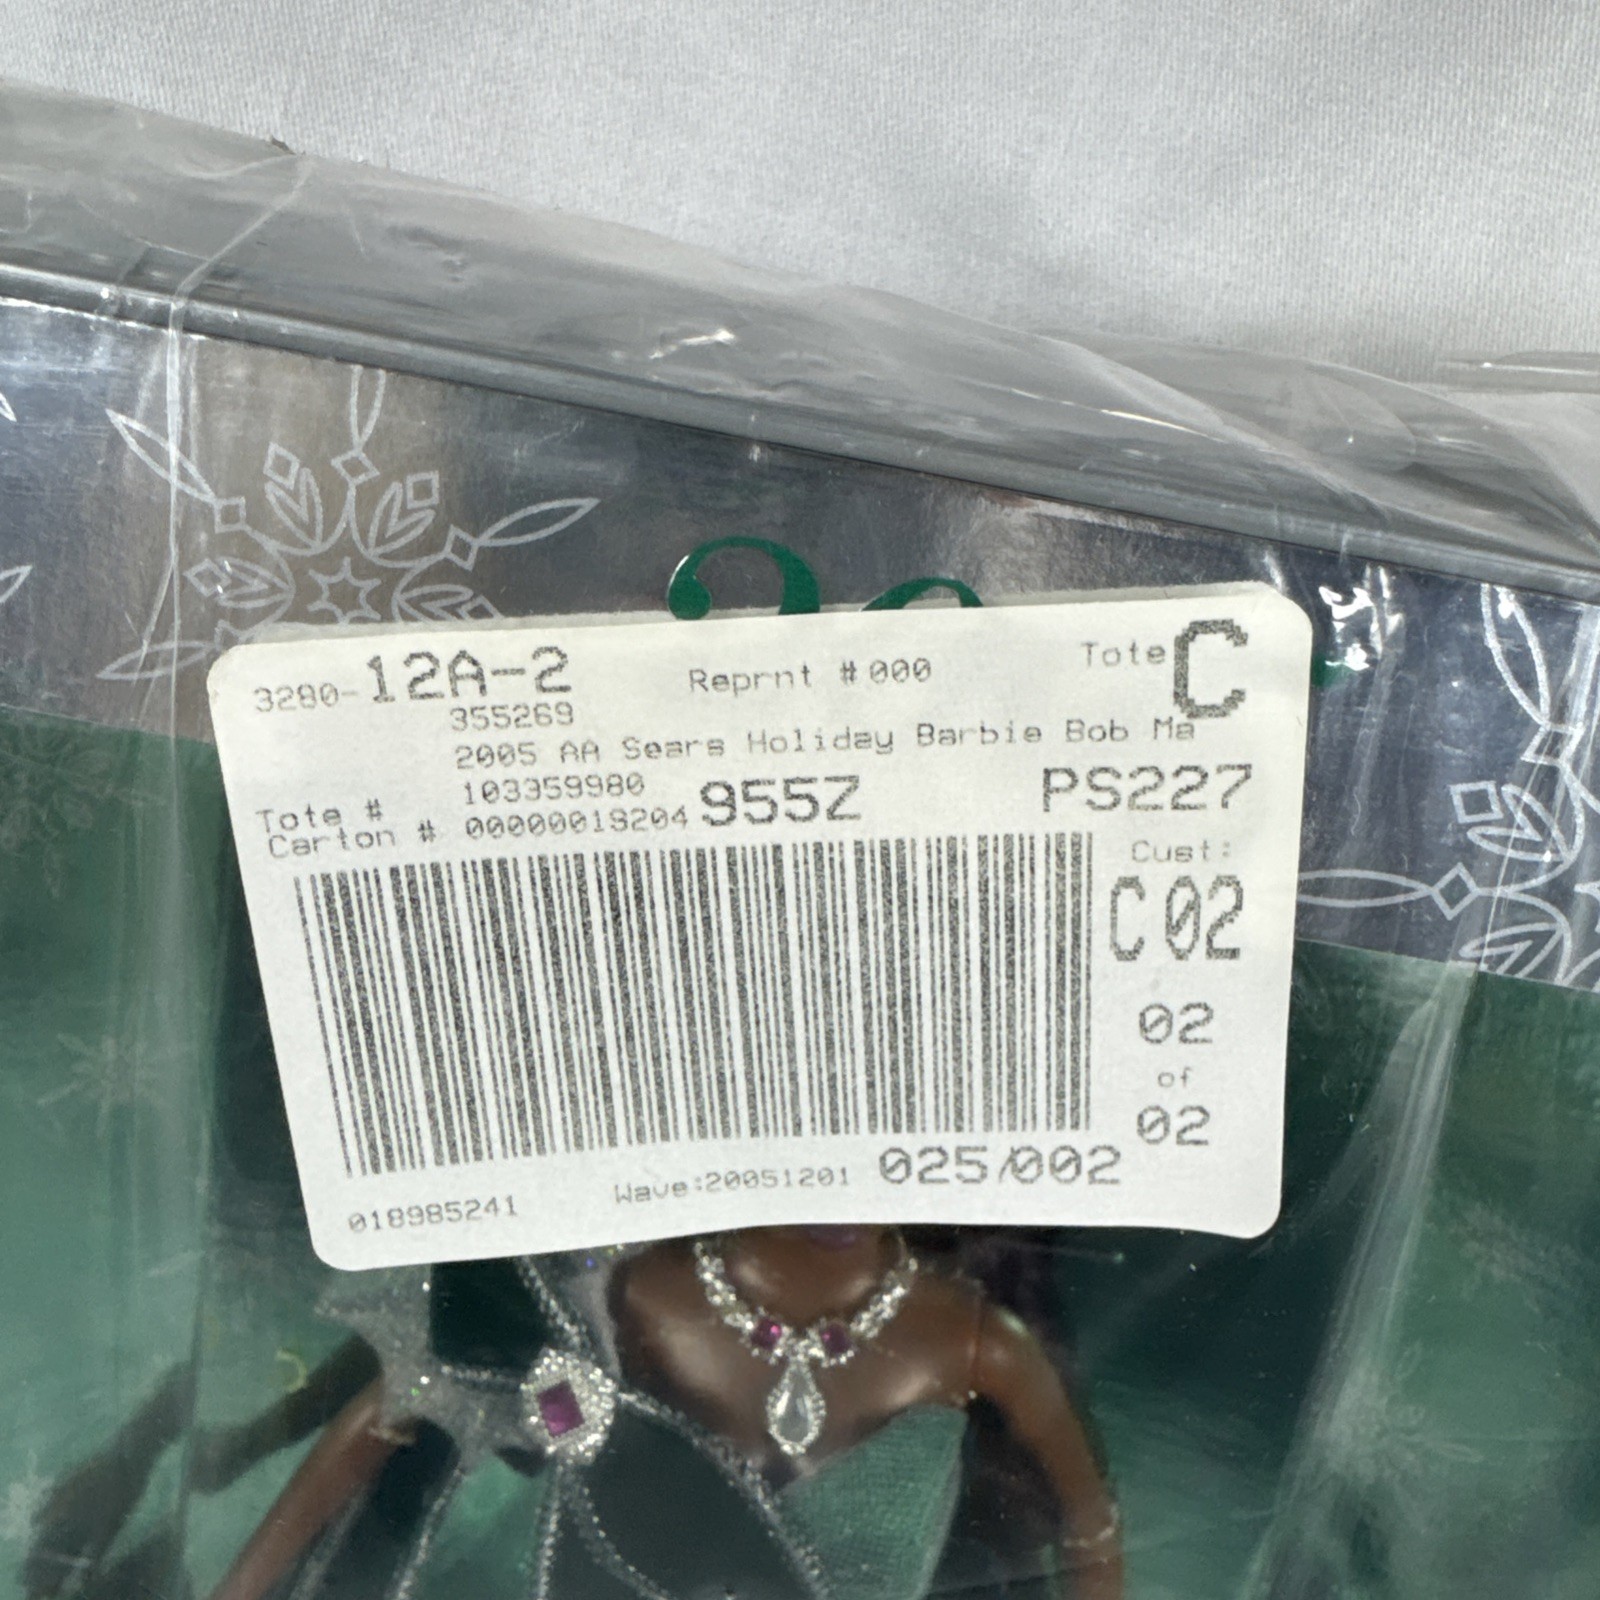 3280-12A-2 Reprnt #000 Tote C
355269
2005 AA Sears Holiday Barbie Bob Ma
103359980
Tote # 955Z PS227
Carton # 00000019204
Cust:
C02
02
of
02
025/002
Wave:20051201
018985241